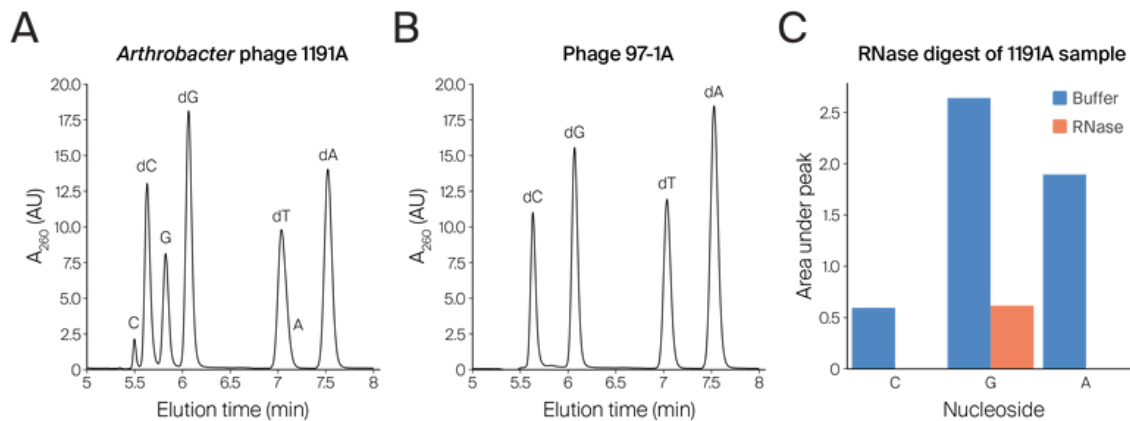 A
Arthrobacter phage 1191A
20.0
17.5
15.0
12.5
10.0
7.5
5.0
2.5
0
A260 (AU)
C
dC
G
dG
dT
A
dA
5 5.5 6 6.5 7 7.5 8
Elution time (min)
B
Phage 97-1A
20.0
17.5
15.0
12.5
10.0
7.5
5.0
2.5
0
A260 (AU)
dC
dG
dT
dA
5 5.5 6 6.5 7 7.5 8
Elution time (min)
C
RNase digest of 1191A sample
Buffer
RNase
2.5
2.0
1.5
1.0
0.5
0
Area under peak
C G A
Nucleoside